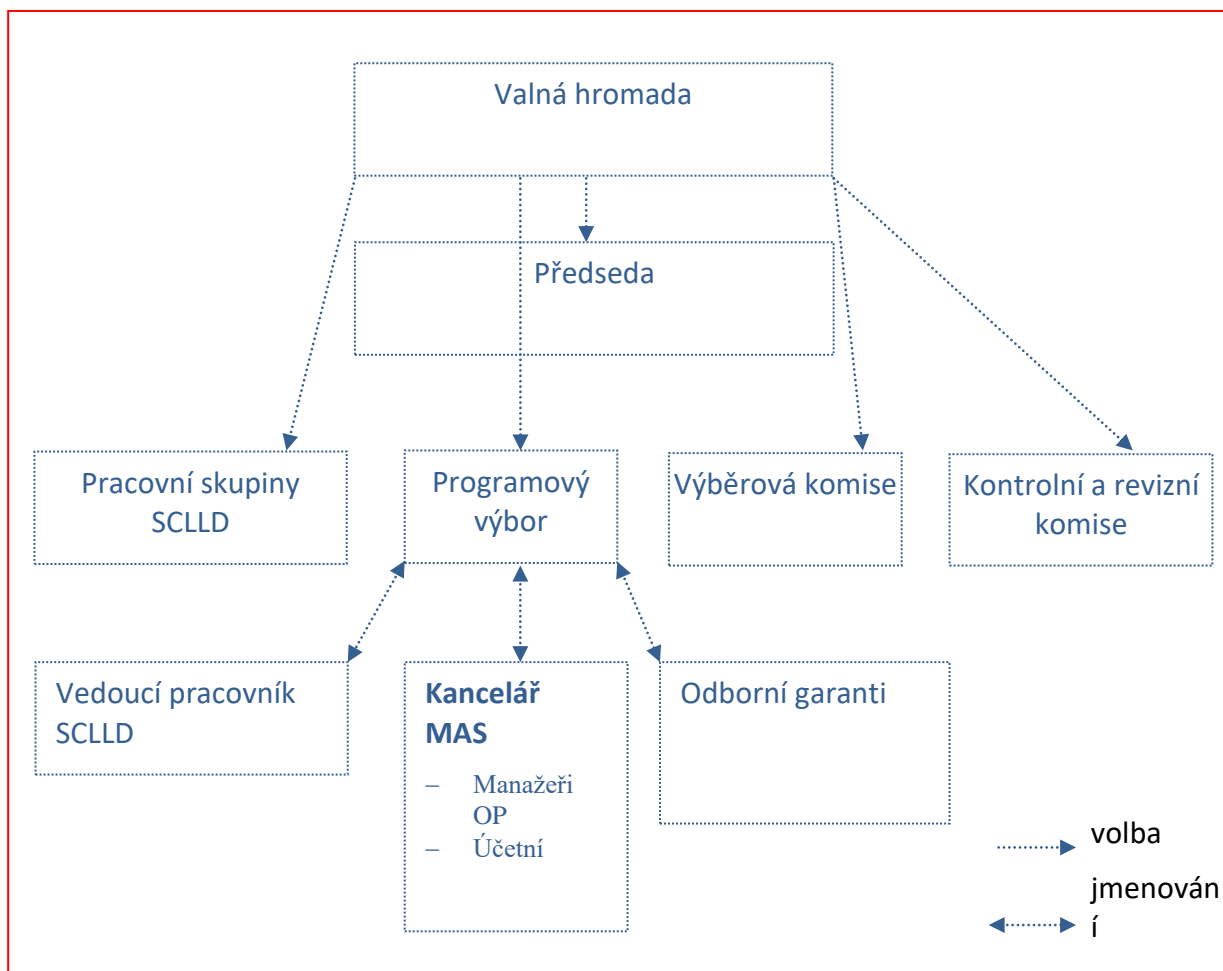 Valná hromada
Předseda
Pracovní skupiny
SCLLD
Programový
výbor
Výběrová komise
Kontrolní a revizní
komise
Vedoucí pracovník
SCLLD
Kancelář
MAS
– Manažeři
OP
– Účetní
Odborní garanti
volba
jmenován
í